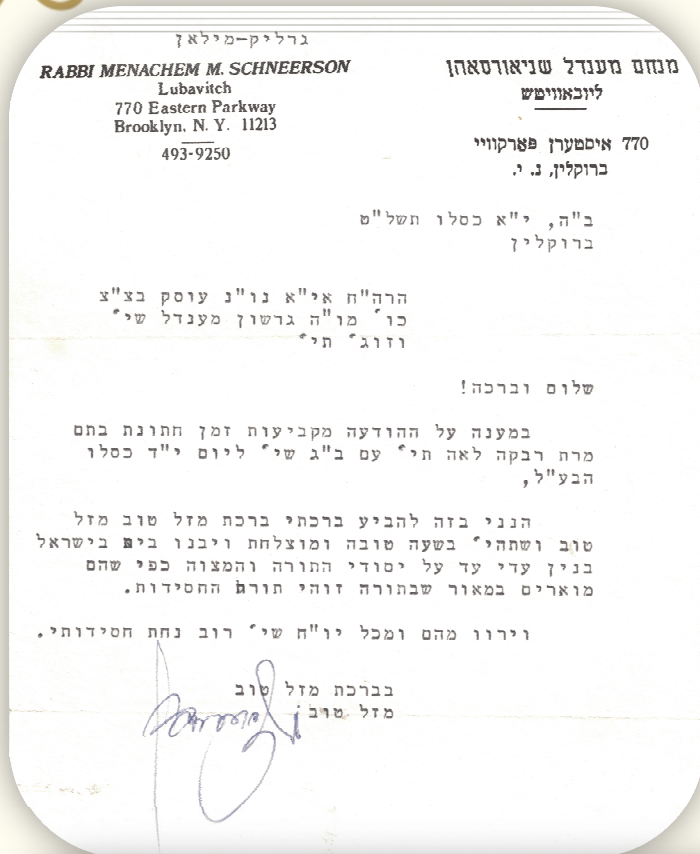 גרליק-מילאן
RABBI MENACHEM M. SCHNEERSON
Lubavitch
770 Eastern Parkway
Brooklyn, N. Y. 11213
493-9250
מנחם מענדל שניאורסאהן
ליובאוויטש
770 איסטערן פּאַרקוויי
ברוקלין, נ. י.
ב"ה, י"א כסלו תשל"ט
ברוקלין
הרה"ח אי"א נו"נ עוסק בצ"צ
כו' מו"ה גרשון מענדל שי'
וזוג' תי'
שלום וברכה!
במענה על ההודעה מקביעות זמן חתונת בתם
מרת רבקה לאה תי' עם ב"ג שי' ליום י"ד כסלו
הבע"ל,
הנני בזה להביע ברכתי ברכת מזל טוב מזל
טוב ושתהי' בשעה טובה ומוצלחת ויבנו בית בישראל
בנין עדי עד על יסודי התורה והמצוה כפי שהם
מוארים במאור שבתורה זוהי תורת החסידות.
וירוו מהם ומכל יו"ח שי' רוב נחת חסידותי.
בברכת מזל טוב
מזל טוב